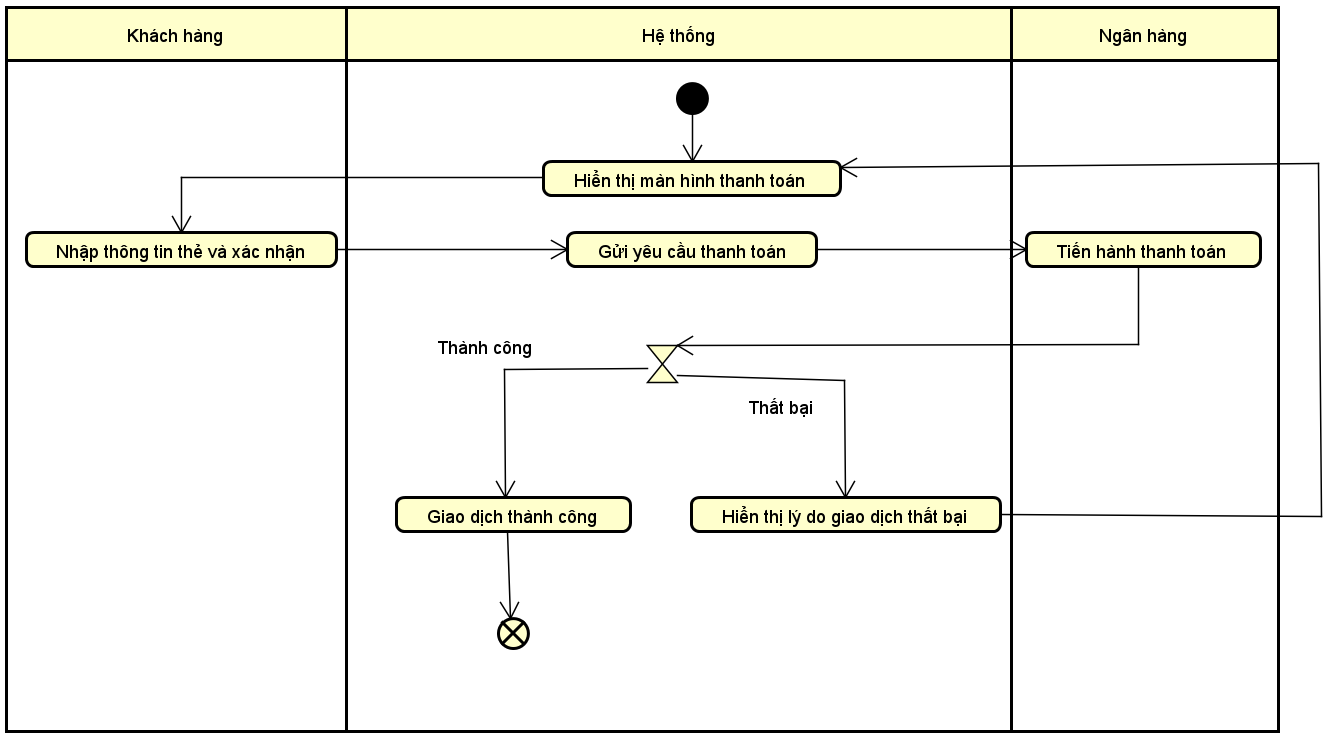 Khách hàng
Hệ thống
Ngân hàng
Hiển thị màn hình thanh toán
Nhập thông tin thẻ và xác nhận
Gửi yêu cầu thanh toán
Tiến hành thanh toán
Thành công
Thất bại
Giao dịch thành công
Hiển thị lý do giao dịch thất bại